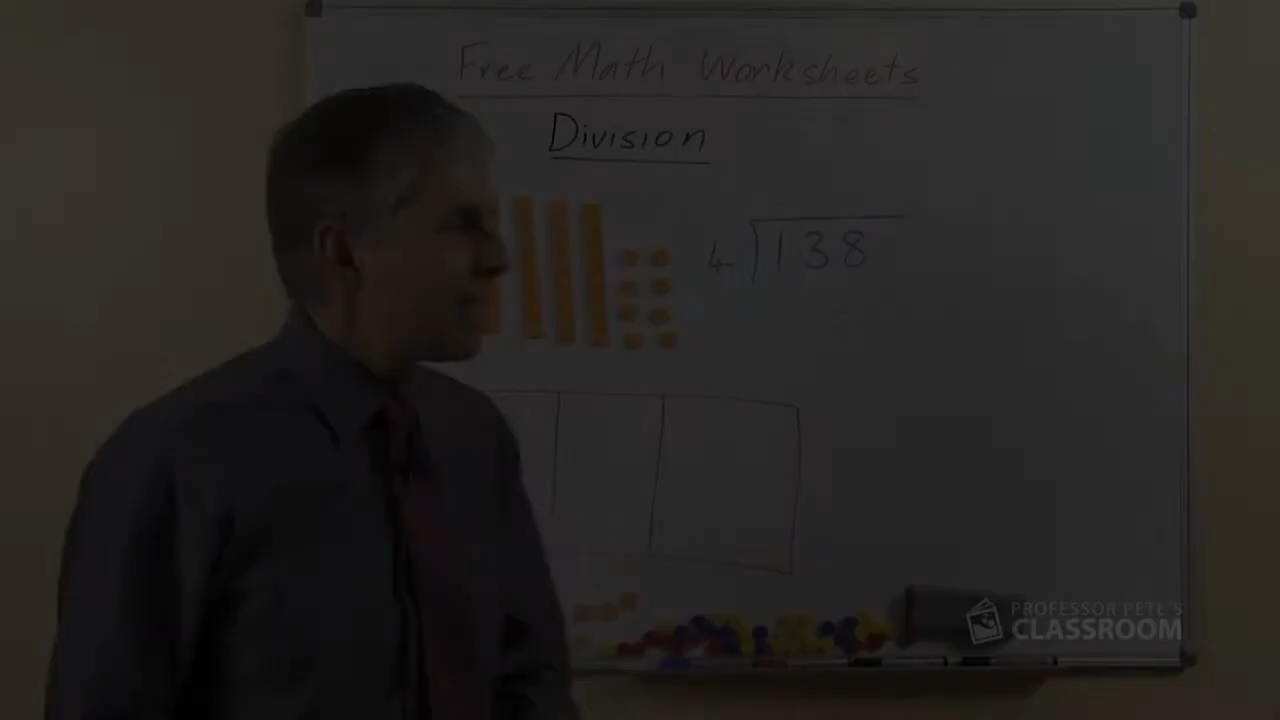 Free Math Worksheets
Division
4 138
PROFESSOR PETE'S
CLASSROOM